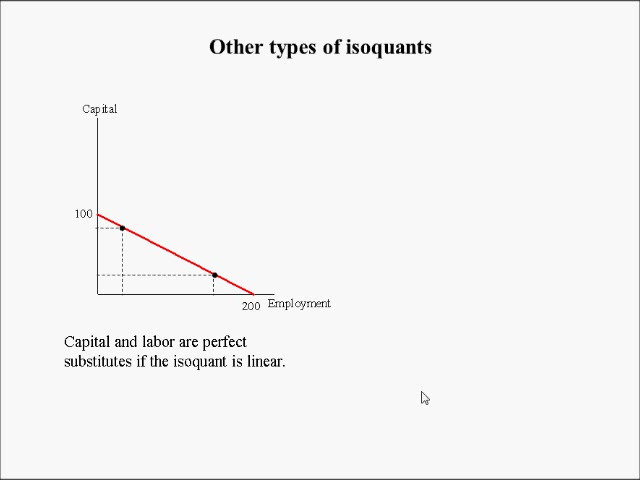 Other types of isoquants
Capital
100
200 Employment
Capital and labor are perfect
substitutes if the isoquant is linear.